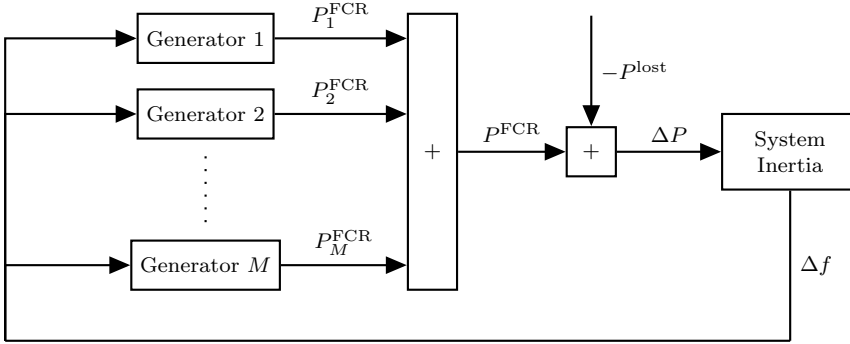 Generator 1
P_1^FCR
Generator 2
P_2^FCR
Generator M
P_M^FCR
+
P^FCR
+
−P^lost
ΔP
System
Inertia
Δf